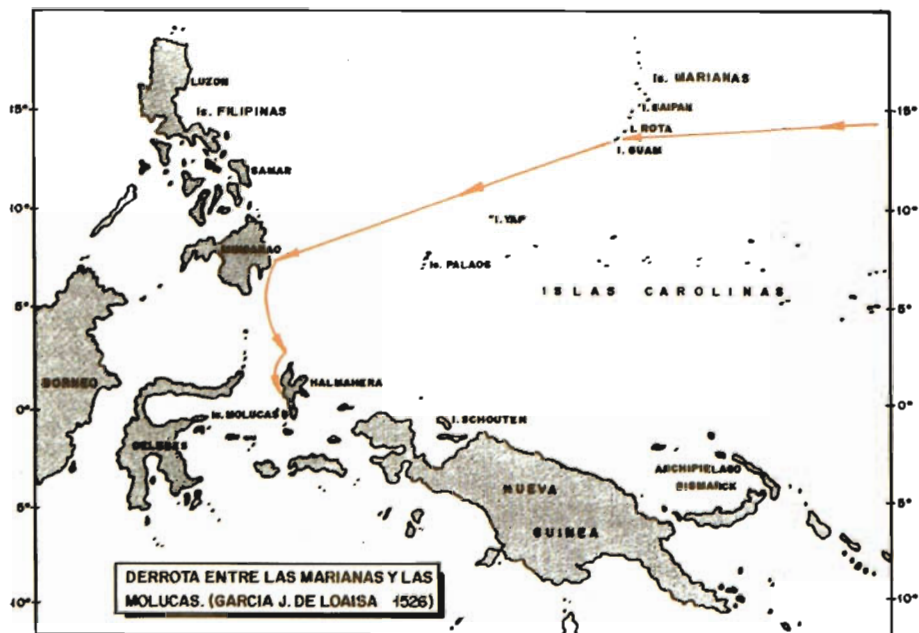 LUZON
Is. FILIPINAS
SAMAR
MINDANAO
Is. MARIANAS
I. SAIPAN
I. ROTA
I. GUAM
I. YAP
Is. PALAOS
ISLAS CAROLINAS
BORNEO
CELEBES
Is. MOLUCAS
HALMAHERA
I. SCHOUTEN
NUEVA
GUINEA
ARCHIPIELAGO
BISMARCK
15°
10°
5°
0°
5°
10°
15°
10°
5°
0°
5°
10°
DERROTA ENTRE LAS MARIANAS Y LAS
MOLUCAS. (GARCIA J. DE LOAISA 1526)